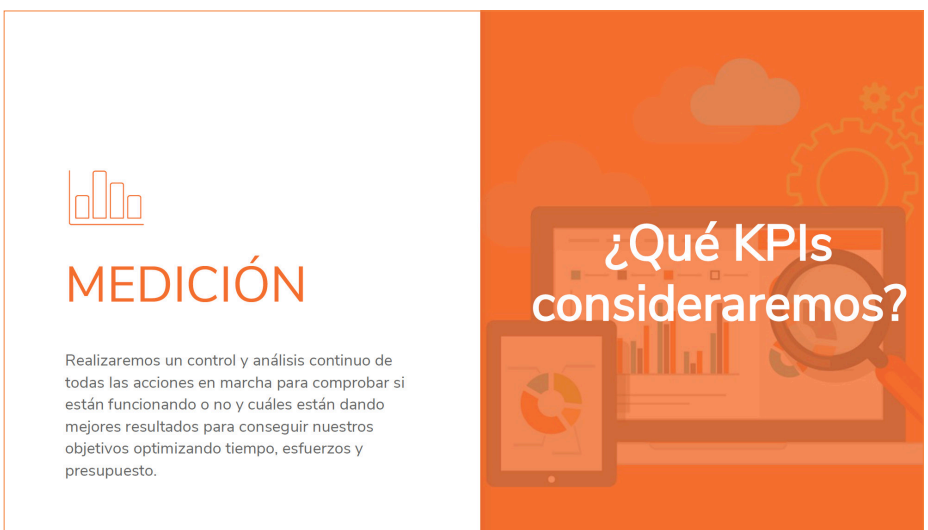 MEDICIÓN
Realizaremos un control y análisis continuo de
todas las acciones en marcha para comprobar si
están funcionando o no y cuáles están dando
mejores resultados para conseguir nuestros
objetivos optimizando tiempo, esfuerzos y
presupuesto.
¿Qué KPIs
consideraremos?